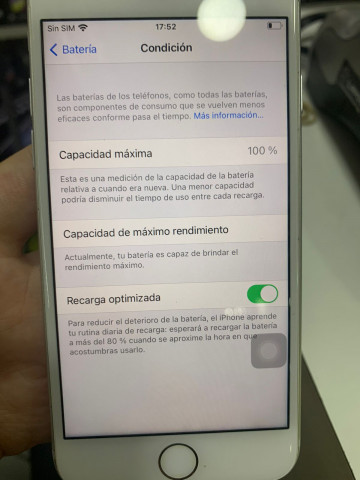 Sin SIM 17:52
Batería Condición
Las baterías de los teléfonos, como todas las baterías,
son componentes de consumo que se vuelven menos
eficaces conforme pasa el tiempo. Más información...
Capacidad máxima 100 %
Esta es una medición de la capacidad de la batería
relativa a cuando era nueva. Una menor capacidad
podría disminuir el tiempo de uso entre cada recarga.
Capacidad de máximo rendimiento
Actualmente, tu batería es capaz de brindar el
rendimiento máximo.
Recarga optimizada
Para reducir el deterioro de la batería, el iPhone aprende
tu rutina diaria de recarga: esperará a recargar la batería
a más del 80 % cuando se aproxime la hora en que
acostumbras usarlo.